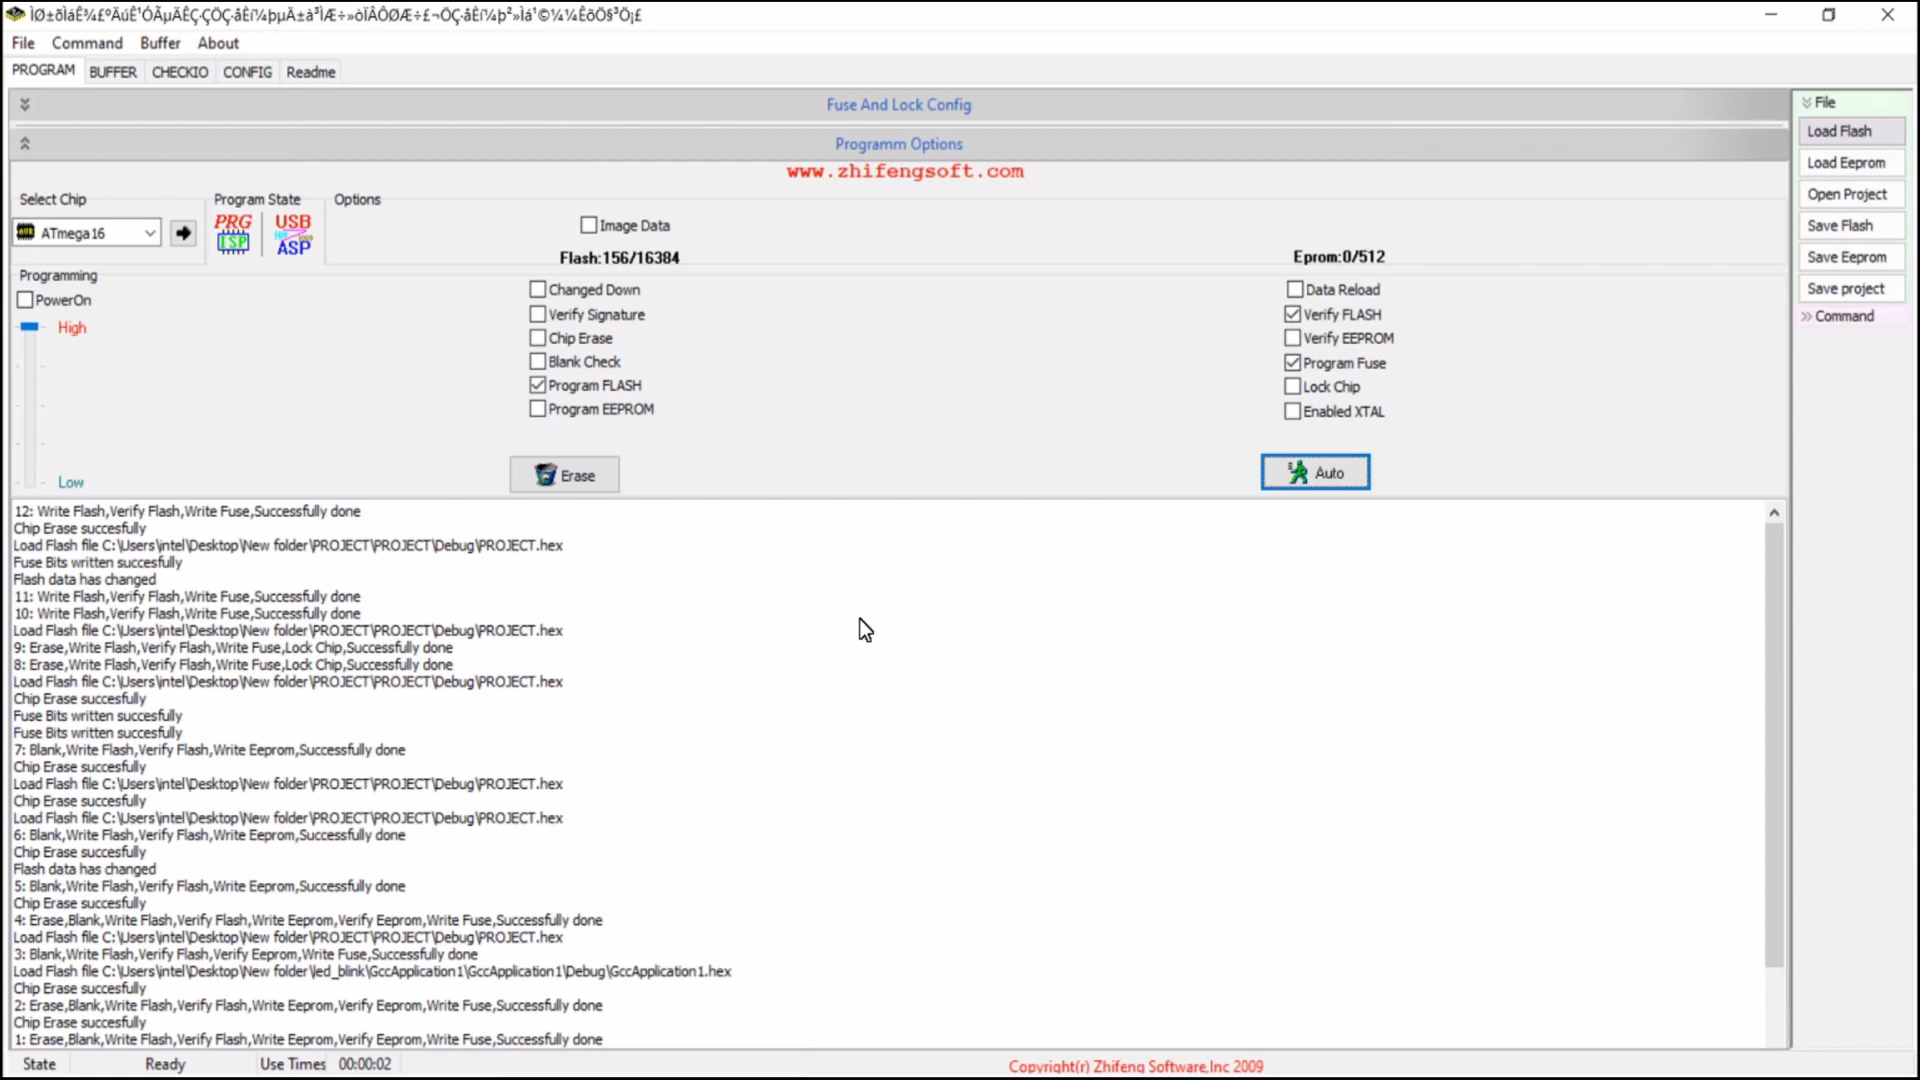 ÌØ±ðÌáÊ¾£ºÄúÊ¹ÓÃµÄÊÇ·ÇÖÇ·åÈí¼þµÄ±à³ÌÆ÷»òÏÂÔØÆ÷£¬ÖÇ·åÈí¼þ²»Ìá¹©¼¼ÊõÖ§³Ö¡£
File Command Buffer About
PROGRAM BUFFER CHECKIO CONFIG Readme
Fuse And Lock Config
Programm Options
www.zhifengsoft.com
Select Chip
ATmega16
Program State
PRG
ISP
USB
ASP
Options
Image Data
Flash:156/16384
Eprom:0/512
Programming
PowerOn
High
Low
Changed Down
Verify Signature
Chip Erase
Blank Check
Program FLASH
Program EEPROM
Data Reload
Verify FLASH
Verify EEPROM
Program Fuse
Lock Chip
Enabled XTAL
Erase
Auto
File
Load Flash
Load Eeprom
Open Project
Save Flash
Save Eeprom
Save project
Command
12: Write Flash,Verify Flash,Write Fuse,Successfully done
Chip Erase succesfully
Load Flash file C:\Users\intel\Desktop\New folder\PROJECT\PROJECT\Debug\PROJECT.hex
Fuse Bits written succesfully
Flash data has changed
11: Write Flash,Verify Flash,Write Fuse,Successfully done
10: Write Flash,Verify Flash,Write Fuse,Successfully done
Load Flash file C:\Users\intel\Desktop\New folder\PROJECT\PROJECT\Debug\PROJECT.hex
9: Erase,Write Flash,Verify Flash,Write Fuse,Lock Chip,Successfully done
8: Erase,Write Flash,Verify Flash,Write Fuse,Lock Chip,Successfully done
Load Flash file C:\Users\intel\Desktop\New folder\PROJECT\PROJECT\Debug\PROJECT.hex
Chip Erase succesfully
Fuse Bits written succesfully
Fuse Bits written succesfully
7: Blank,Write Flash,Verify Flash,Write Eeprom,Successfully done
Chip Erase succesfully
Load Flash file C:\Users\intel\Desktop\New folder\PROJECT\PROJECT\Debug\PROJECT.hex
Chip Erase succesfully
Load Flash file C:\Users\intel\Desktop\New folder\PROJECT\PROJECT\Debug\PROJECT.hex
6: Blank,Write Flash,Verify Flash,Write Eeprom,Successfully done
Chip Erase succesfully
Flash data has changed
5: Blank,Write Flash,Verify Flash,Write Eeprom,Successfully done
Chip Erase succesfully
4: Erase,Blank,Write Flash,Verify Flash,Write Eeprom,Verify Eeprom,Write Fuse,Successfully done
Load Flash file C:\Users\intel\Desktop\New folder\PROJECT\PROJECT\Debug\PROJECT.hex
3: Blank,Write Flash,Verify Flash,Verify Eeprom,Write Fuse,Successfully done
Load Flash file C:\Users\intel\Desktop\New folder\led_blink\GccApplication1\GccApplication1\Debug\GccApplication1.hex
Chip Erase succesfully
2: Erase,Blank,Write Flash,Verify Flash,Write Eeprom,Verify Eeprom,Write Fuse,Successfully done
Chip Erase succesfully
1: Erase,Blank,Write Flash,Verify Flash,Write Eeprom,Verify Eeprom,Write Fuse,Successfully done
State Ready Use Times 00:00:02 Copyright(r) Zhifeng Software,Inc 2009